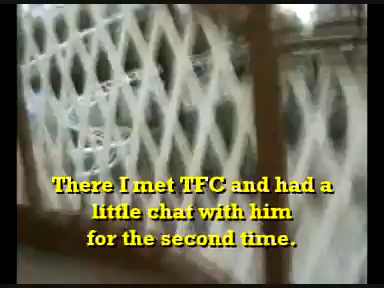 There I met TFC and had a
little chat with him
for the second time.